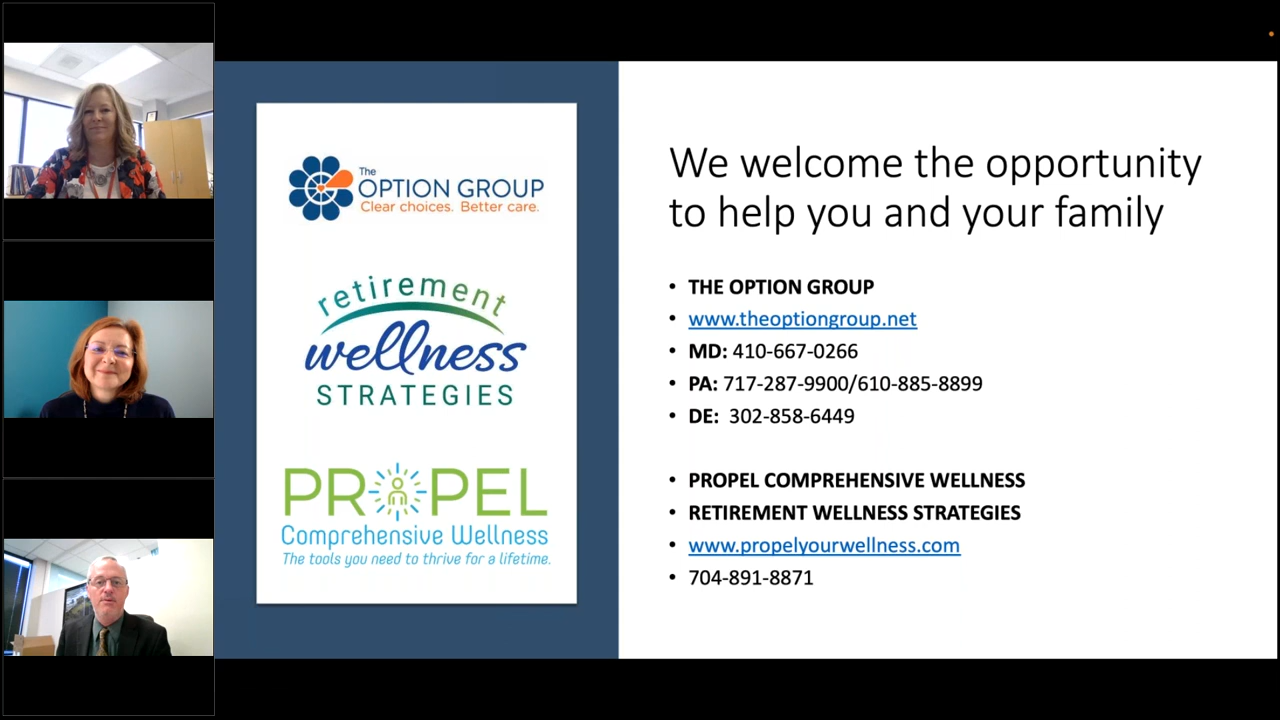 The
OPTION GROUP
Clear choices. Better care.
retirement
wellness
STRATEGIES
PROPEL
Comprehensive Wellness
The tools you need to thrive for a lifetime.
We welcome the opportunity
to help you and your family
• THE OPTION GROUP
• www.theoptiongroup.net
• MD: 410-667-0266
• PA: 717-287-9900/610-885-8899
• DE: 302-858-6449
• PROPEL COMPREHENSIVE WELLNESS
• RETIREMENT WELLNESS STRATEGIES
• www.propelyourwellness.com
• 704-891-8871